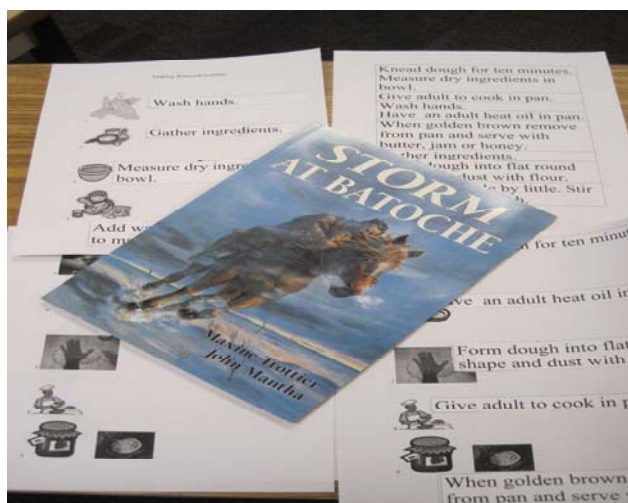 Making Bannock
Wash hands.
Gather ingredients.
Measure dry ingre
bowl.
Add wa
to m
Knead dough for ten minutes.
Measure dry ingredients in
bowl.
Give adult to cook in pan.
Wash hands.
Have an adult heat oil in pan.
When golden brown remove
from pan and serve with
butter, jam or honey.
ther ingredients.
dough into flat round
dust with flour.
le by little. Stir
STORM
AT BATOCHE
Maxine Trottier
John Mantha
for ten minu
ve an adult heat oil in
Form dough into flat
shape and dust with
Give adult to cook in p
When golden brown
from pan and serve